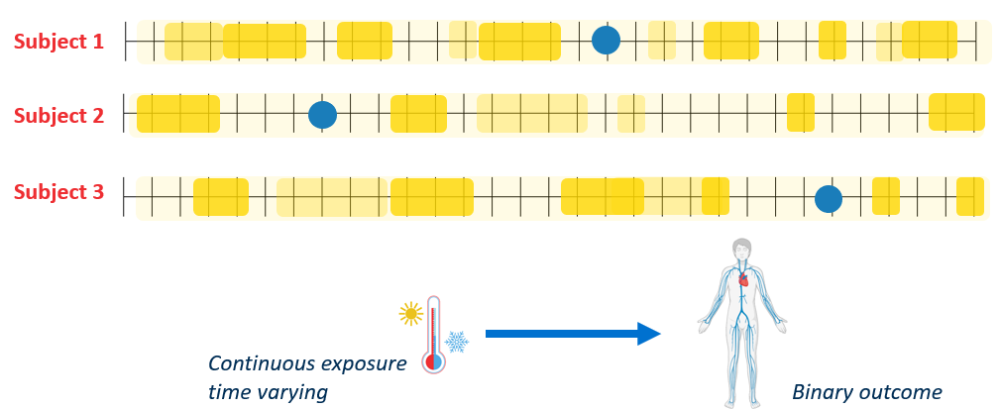 Subject 1
Subject 2
Subject 3
Continuous exposure
time varying
Binary outcome